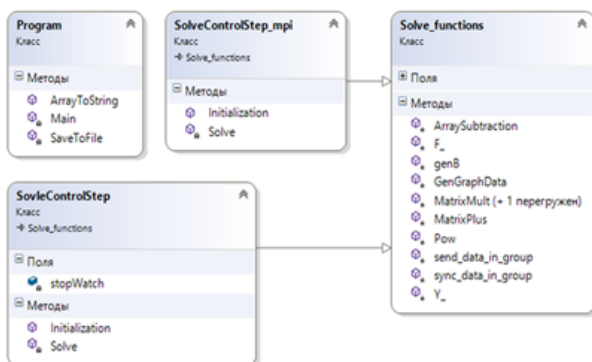 Program
Класс
Методы
ArrayToString
Main
SaveToFile
SolveControlStep_mpi
Класс
Solve_functions
Методы
Initialization
Solve
Solve_functions
Класс
Поля
Методы
ArraySubtraction
F_
genB
GenGraphData
MatrixMult (+ 1 перегружен)
MatrixPlus
Pow
send_data_in_group
sync_data_in_group
Y_
SovleControlStep
Класс
Solve_functions
Поля
stopWatch
Методы
Initialization
Solve